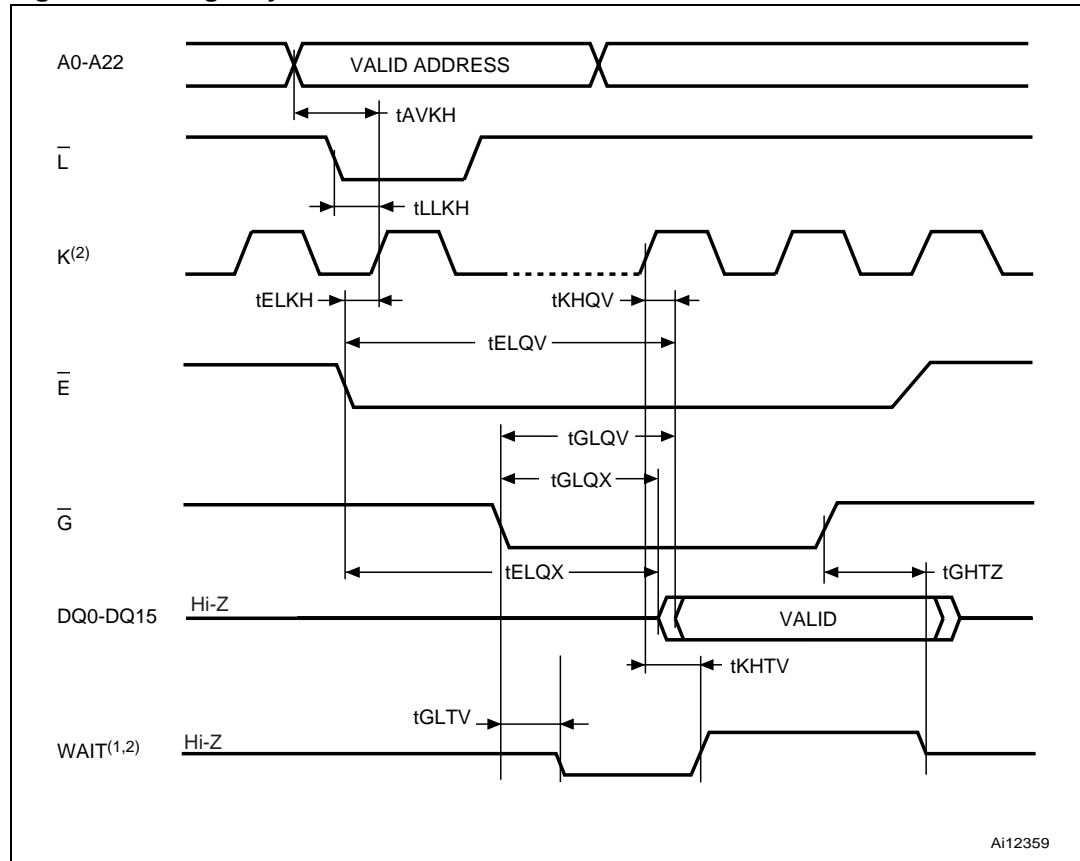 A0-A22
VALID ADDRESS
tAVKH
L
tLLKH
K(2)
tELKH
tKHQV
tELQV
E
tGLQV
tGLQX
G
tELQX
tGHTZ
DQ0-DQ15
Hi-Z
VALID
tKHTV
tGLTV
WAIT(1,2)
Hi-Z
Ai12359